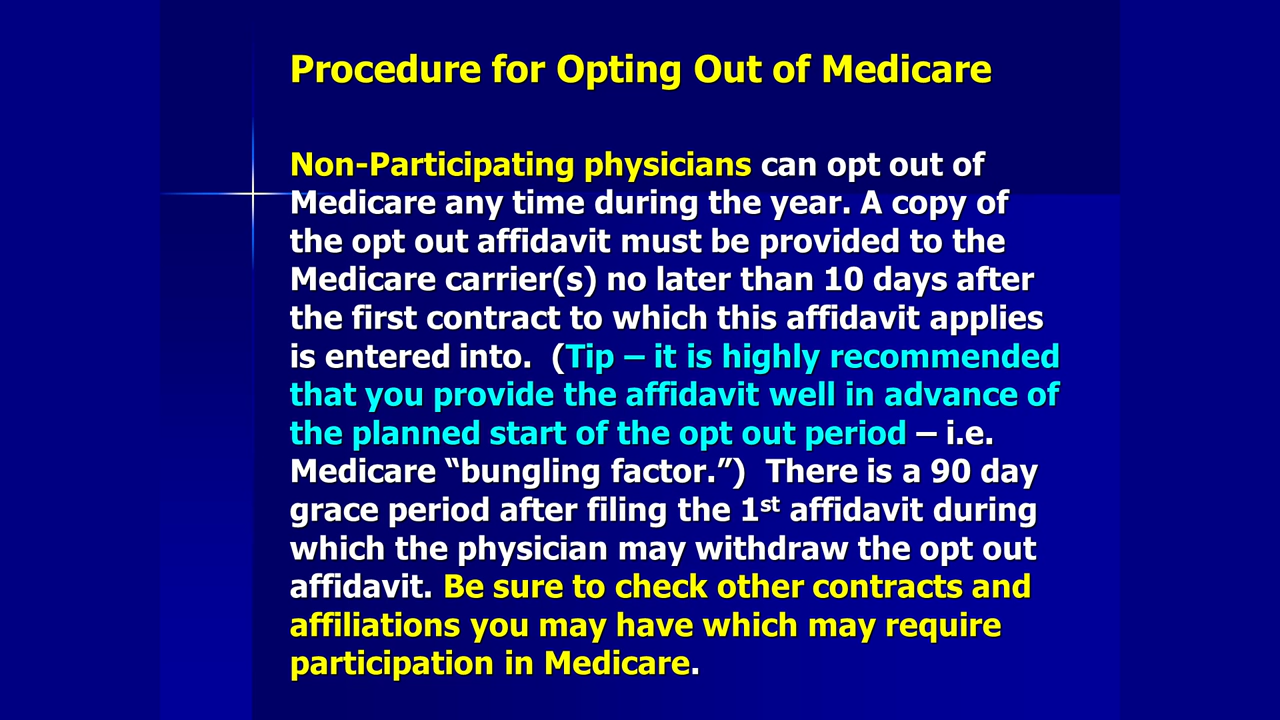 Procedure for Opting Out of Medicare
Non-Participating physicians can opt out of
Medicare any time during the year. A copy of
the opt out affidavit must be provided to the
Medicare carrier(s) no later than 10 days after
the first contract to which this affidavit applies
is entered into.  (Tip – it is highly recommended
that you provide the affidavit well in advance of
the planned start of the opt out period – i.e.
Medicare “bungling factor.”)  There is a 90 day
grace period after filing the 1st affidavit during
which the physician may withdraw the opt out
affidavit. Be sure to check other contracts and
affiliations you may have which may require
participation in Medicare.